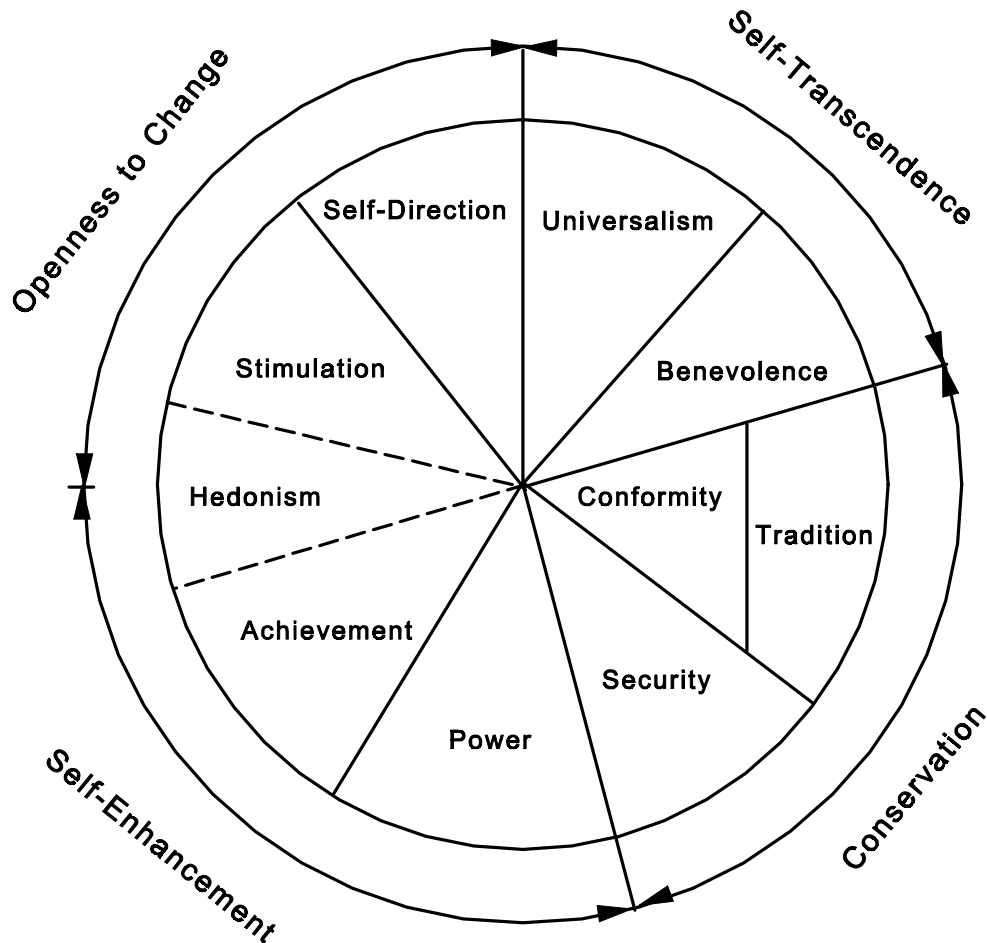 Openness to Change
Self-Transcendence
Self-Direction
Universalism
Stimulation
Benevolence
Hedonism
Conformity
Tradition
Achievement
Security
Power
Self-Enhancement
Conservation